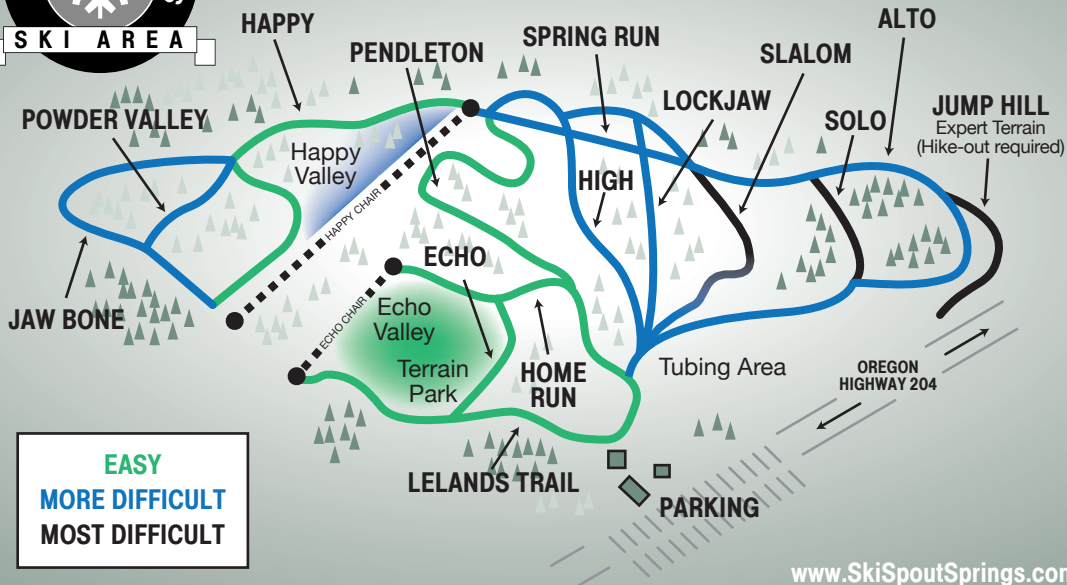 SKI AREA
HAPPY
PENDLETON
SPRING RUN
SLALOM
ALTO
POWDER VALLEY
LOCKJAW
SOLO
JUMP HILL
Expert Terrain
(Hike-out required)
Happy
Valley
HAPPY CHAIR
HIGH
ECHO
JAW BONE
ECHO CHAIR
Echo
Valley
Terrain
Park
HOME
RUN
Tubing Area
OREGON
HIGHWAY 204
LELANDS TRAIL
PARKING
EASY
MORE DIFFICULT
MOST DIFFICULT
www.SkiSpoutSprings.com